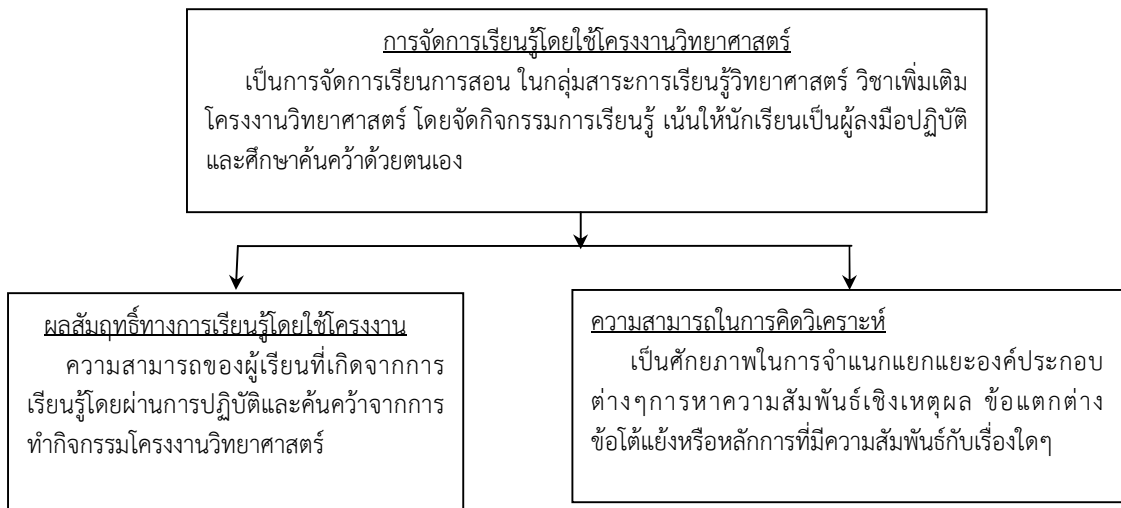 การจัดการเรียนรู้โดยใช้โครงงานวิทยาศาสตร์
เป็นการจัดการเรียนการสอน ในกลุ่มสาระการเรียนรู้วิทยาศาสตร์ วิชาเพิ่มเติม
โครงงานวิทยาศาสตร์ โดยจัดกิจกรรมการเรียนรู้ เน้นให้นักเรียนเป็นผู้ลงมือปฏิบัติ
และศึกษาค้นคว้าด้วยตนเอง
ผลสัมฤทธิ์ทางการเรียนรู้โดยใช้โครงงาน
ความสามารถของผู้เรียนที่เกิดจากการ
เรียนรู้โดยผ่านการปฏิบัติและค้นคว้าจากการ
ทำกิจกรรมโครงงานวิทยาศาสตร์
ความสามารถในการคิดวิเคราะห์
เป็นศักยภาพในการจำแนกแยกแยะองค์ประกอบ
ต่างๆการหาความสัมพันธ์เชิงเหตุผล ข้อแตกต่าง
ข้อโต้แย้งหรือหลักการที่มีความสัมพันธ์กับเรื่องใดๆ